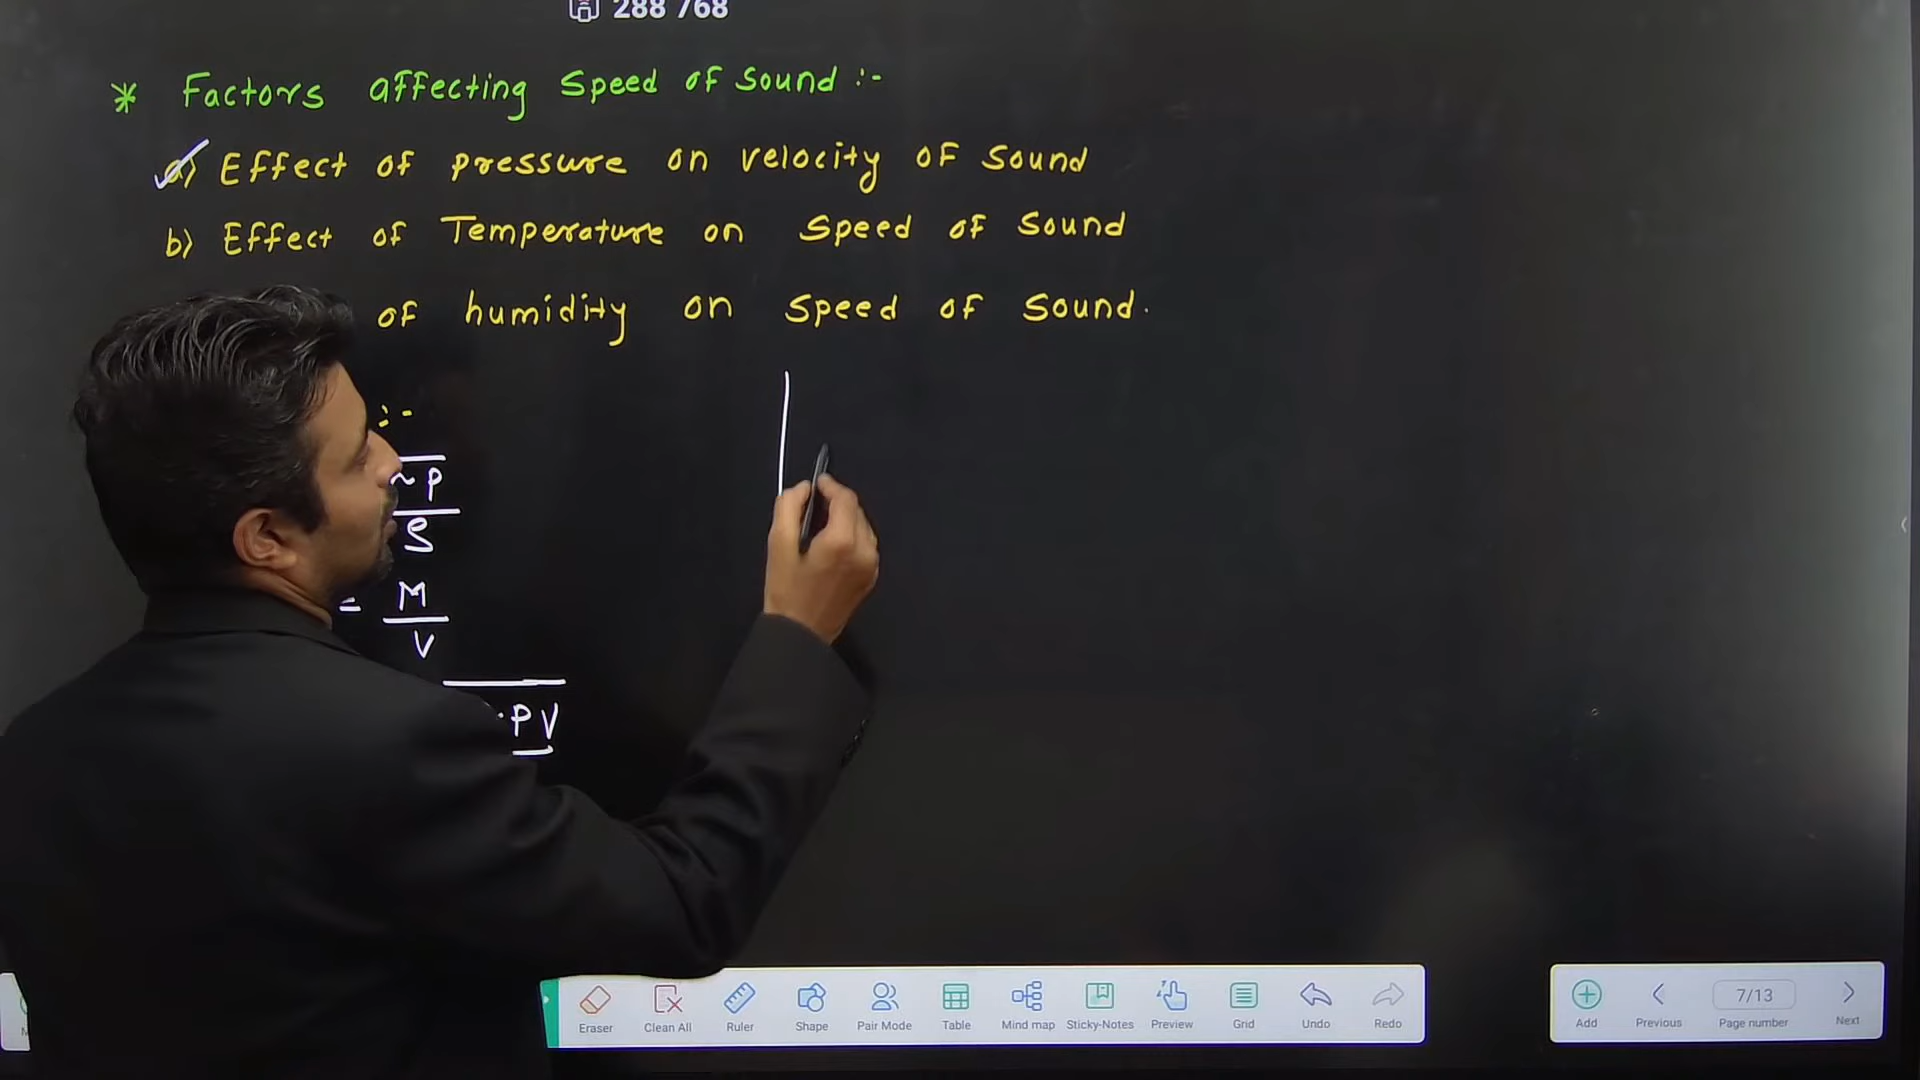 288 768
* Factors affecting Speed of Sound :-
a) Effect of pressure on velocity of Sound
b) Effect of Temperature on Speed of Sound
of humidity on Speed of Sound.
:-
P
=
M
V
. PV
Eraser Clean All Ruler Shape Pair Mode Table Mind map Sticky-Notes Preview Grid Undo Redo Add Previous 7/13 Page number Next